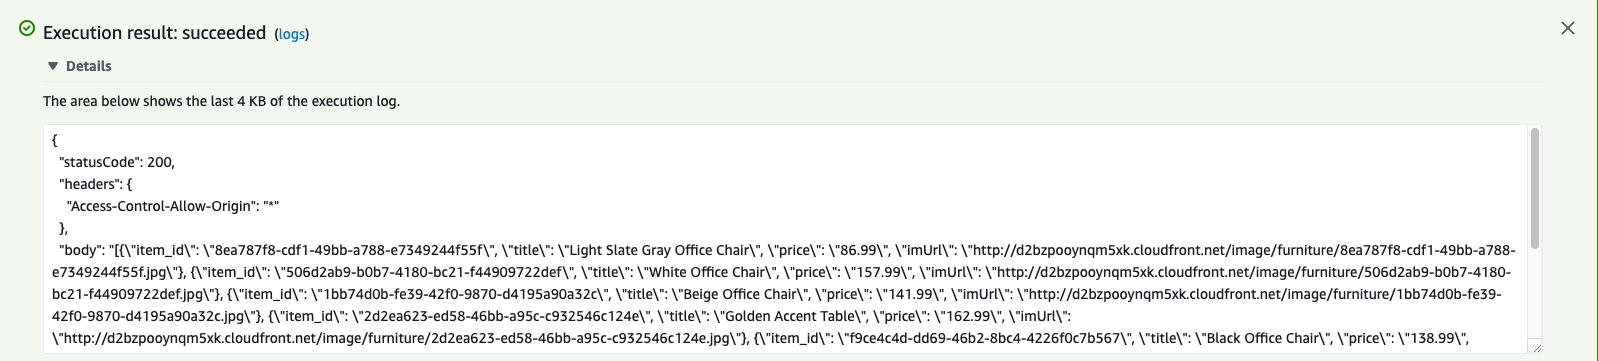 Execution result: succeeded (logs)
Details
The area below shows the last 4 KB of the execution log.
{
"statusCode": 200,
"headers": {
"Access-Control-Allow-Origin": "*"
},
"body": "[{\"item_id\": \"8ea787f8-cdf1-49bb-a788-e7349244f55f\", \"title\": \"Light Slate Gray Office Chair\", \"price\": \"86.99\", \"imUrl\": \"http://d2bzpooynqm5xk.cloudfront.net/image/furniture/8ea787f8-cdf1-49bb-a788-
e7349244f55f.jpg\"}, {\"item_id\": \"506d2ab9-b0b7-4180-bc21-f44909722def\", \"title\": \"White Office Chair\", \"price\": \"157.99\", \"imUrl\": \"http://d2bzpooynqm5xk.cloudfront.net/image/furniture/506d2ab9-b0b7-4180-
bc21-f44909722def.jpg\"}, {\"item_id\": \"1bb74d0b-fe39-42f0-9870-d4195a90a32c\", \"title\": \"Beige Office Chair\", \"price\": \"141.99\", \"imUrl\": \"http://d2bzpooynqm5xk.cloudfront.net/image/furniture/1bb74d0b-fe39-
42f0-9870-d4195a90a32c.jpg\"}, {\"item_id\": \"2d2ea623-ed58-46bb-a95c-c932546c124e\", \"title\": \"Golden Accent Table\", \"price\": \"162.99\", \"imUrl\":
\"http://d2bzpooynqm5xk.cloudfront.net/image/furniture/2d2ea623-ed58-46bb-a95c-c932546c124e.jpg\"}, {\"item_id\": \"f9ce4c4d-dd69-46b2-8bc4-4226f0c7b567\", \"title\": \"Black Office Chair\", \"price\": \"138.99\",